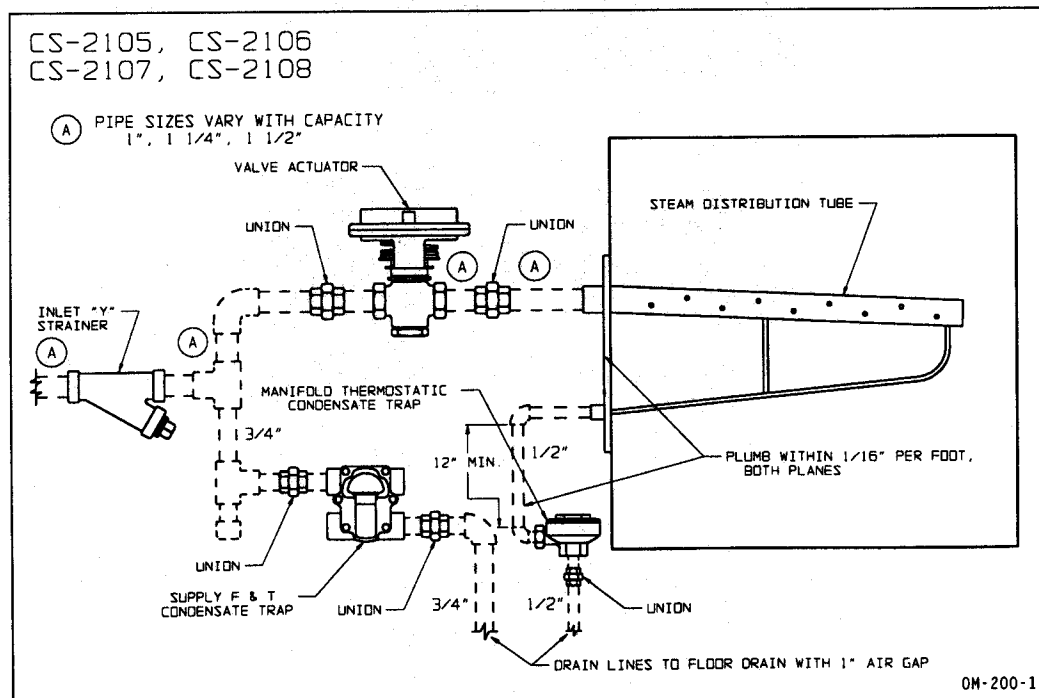 CS-2105, CS-2106
CS-2107, CS-2108
A PIPE SIZES VARY WITH CAPACITY
1", 1 1/4", 1 1/2"
VALVE ACTUATOR
STEAM DISTRIBUTION TUBE
UNION
UNION
A
A
INLET "Y"
STRAINER
A
A
MANIFOLD THERMOSTATIC
CONDENSATE TRAP
3/4"
12" MIN.
1/2"
PLUMB WITHIN 1/16" PER FOOT,
BOTH PLANES
UNION
SUPPLY F & T
CONDENSATE TRAP
UNION
3/4"
1/2"
UNION
DRAIN LINES TO FLOOR DRAIN WITH 1" AIR GAP
OM-200-1